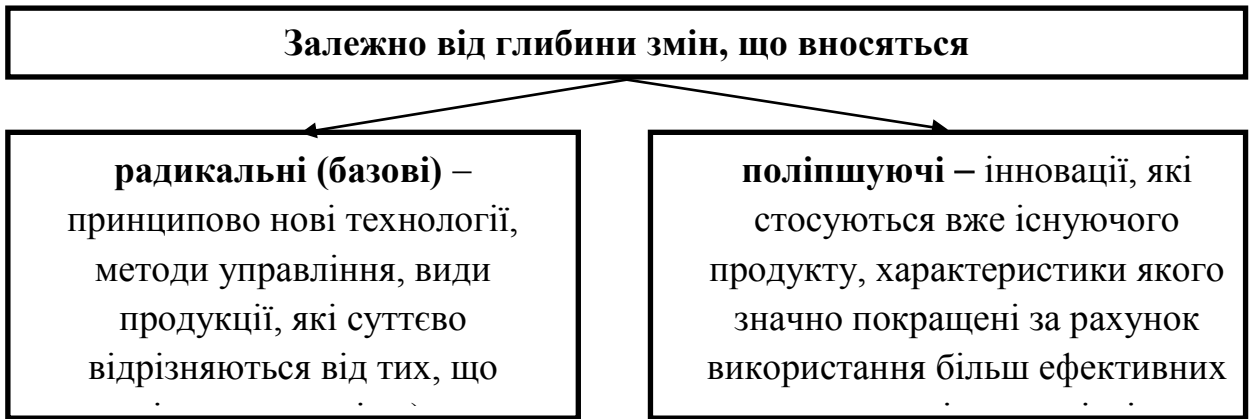 Залежно від глибини змін, що вносяться
радикальні (базові) –
принципово нові технології,
методи управління, види
продукції, які суттєво
відрізняються від тих, що
поліпшуючі – інновації, які
стосуються вже існуючого
продукту, характеристики якого
значно покращені за рахунок
використання більш ефективних